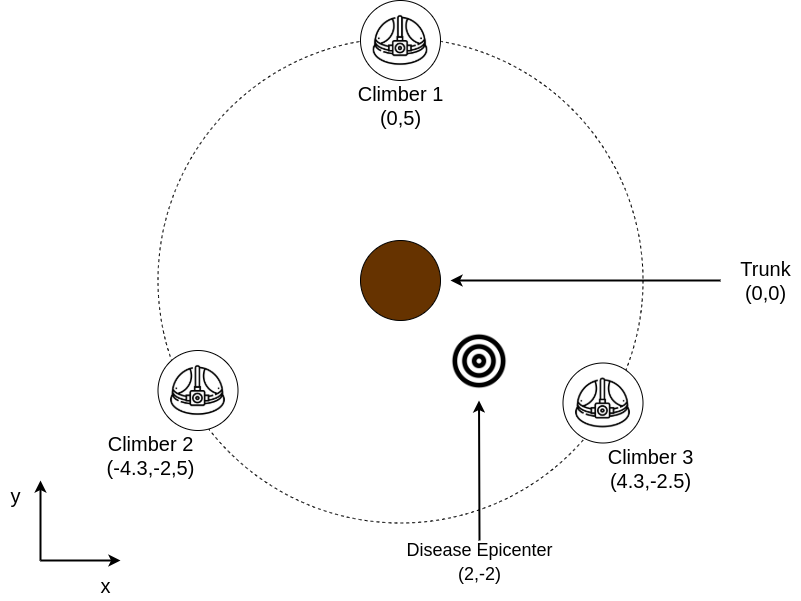 Climber 1
(0,5)
Trunk
(0,0)
Climber 2
(-4.3,-2,5)
Climber 3
(4.3,-2.5)
y
x
Disease Epicenter
(2,-2)